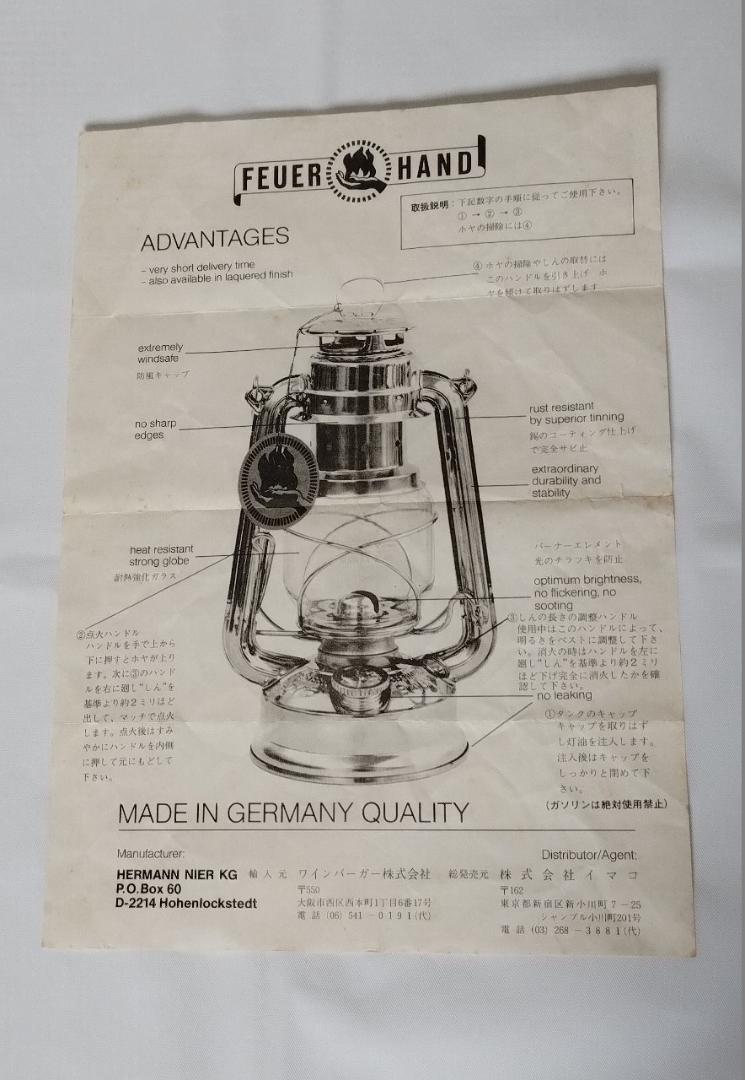 FEUER HAND
取扱説明：下記数字の手順に従ってご使用下さい。
① → ② → ③
ホヤの掃除には④
ADVANTAGES
– very short delivery time
– also available in laquered finish
④ ホヤの掃除やしんの取替には
このハンドルを引き上げ ホ
ヤを傾けて取りはずします
extremely
windsafe
防風キャップ
no sharp
edges
rust resistant
by superior tinning
錫のコーティング仕上げ
で完全サビ止
extraordinary
durability and
stability
heat resistant
strong globe
耐熱強化ガラス
バーナーエレメント
光のチラツキを防止
optimum brightness,
no flickering, no
sooting
②点火ハンドル
ハンドルを手で上から
下に押すとホヤが上り
ます。次に③のハンド
ルを右に廻し"しん"を
基準より約2ミリほど
出して、マッチで点火
します。点火後はすみ
やかにハンドルを内側
に押して元にもどして
下さい。
③しんの長さの調整ハンドル
使用中はこのハンドルによって、
明るさをベストに調整して下さ
い。消火の時はハンドルを左に
廻し"しん"を基準より約2ミリ
ほど下げ完全に消火したかを確
認して下さい。
no leaking
①タンクのキャップ
キャップを取りはず
し灯油を注入します。
注入後はキャップを
しっかりと閉めて下
さい。
(ガソリンは絶対使用禁止)
MADE IN GERMANY QUALITY
Manufacturer:
HERMANN NIER KG
P.O. Box 60
D-2214 Hohenlockstedt
輸入元 ワインバーガー株式会社
〒550
大阪市西区西本町1丁目6番17号
電話 (06) 541－0191(代)
Distributor/Agent:
総発売元 株式会社イマコ
〒162
東京都新宿区新小川町7－25
シャンブル小川町201号
電話 (03) 268－3881(代)